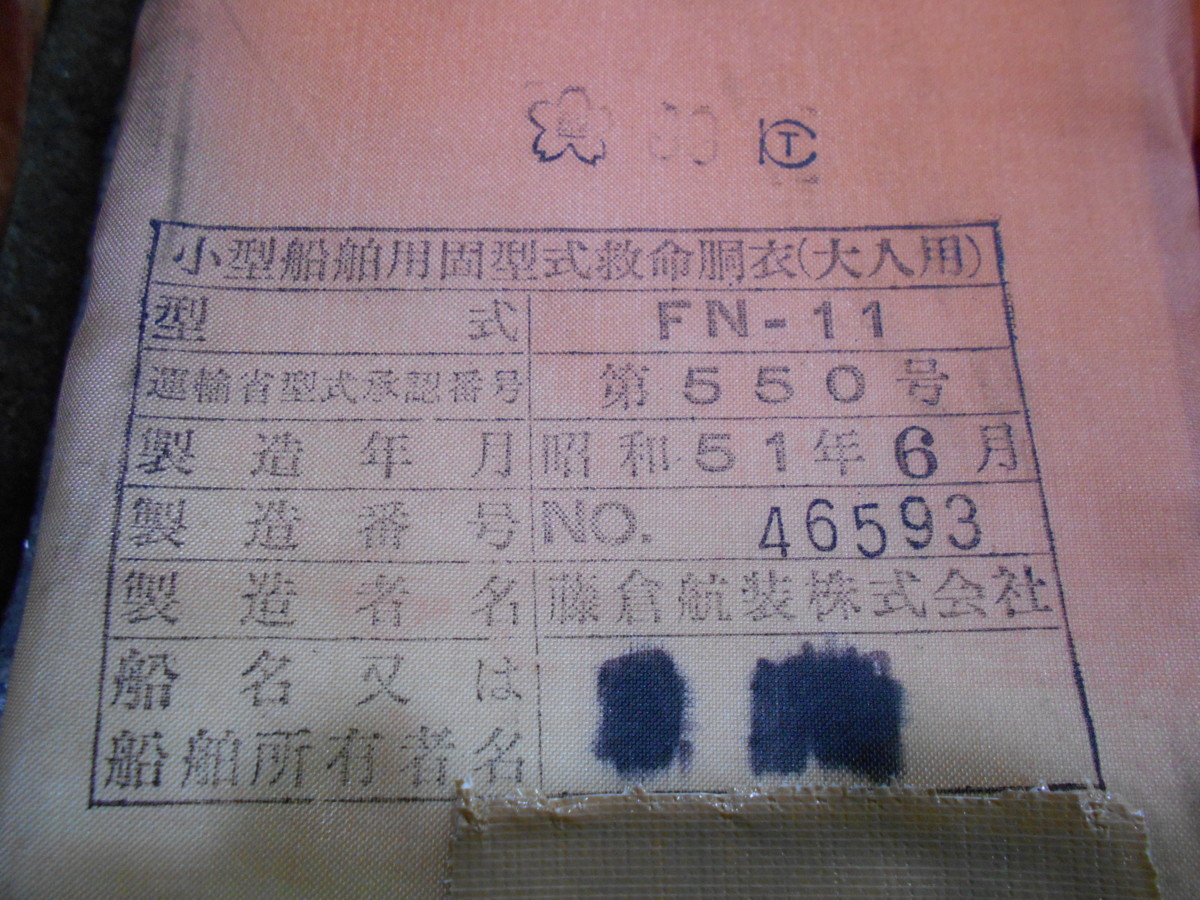 小型船舶用固型式救命胴衣(大人用)
型式 FN-11
運輸省型式承認番号 第550号
製造年月 昭和51年6月
製造番号 NO. 46593
製造者名 藤倉航装株式会社
船名又は
船舶所有者名